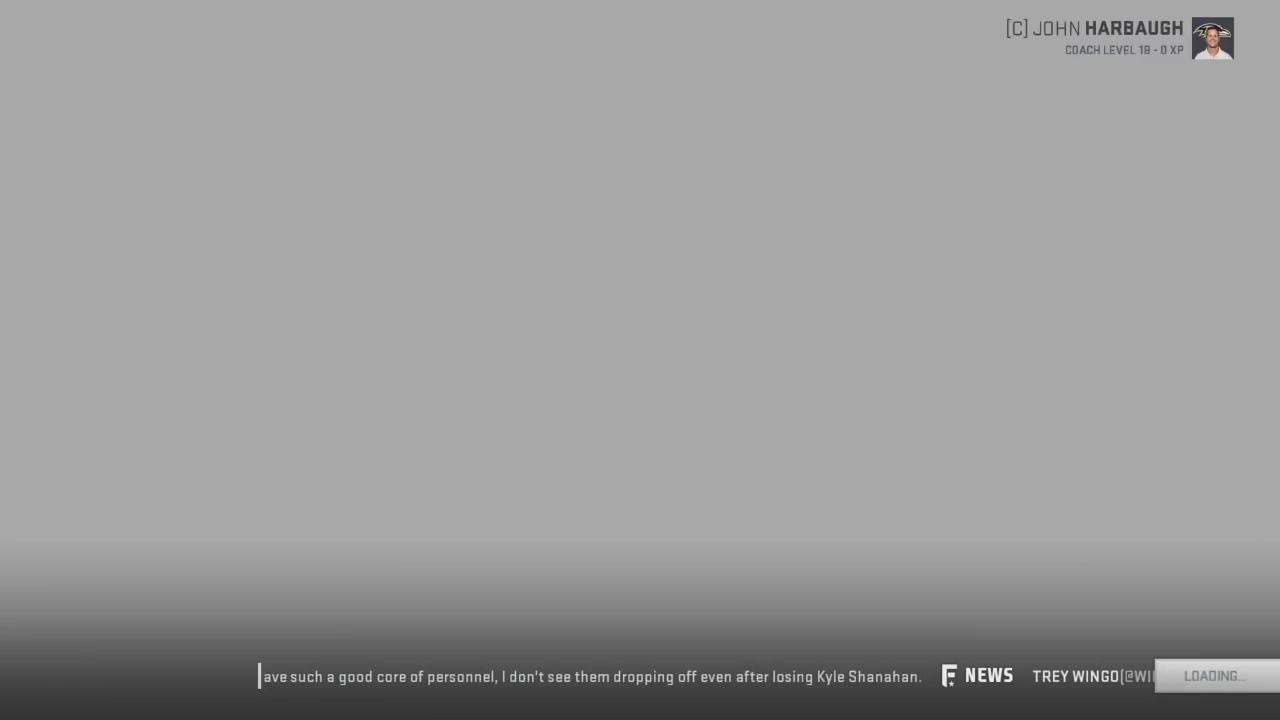 [C] JOHN HARBAUGH
COACH LEVEL 18 - 0 XP
ave such a good core of personnel, I don't see them dropping off even after losing Kyle Shanahan. NEWS TREY WINGO(@WI LOADING...